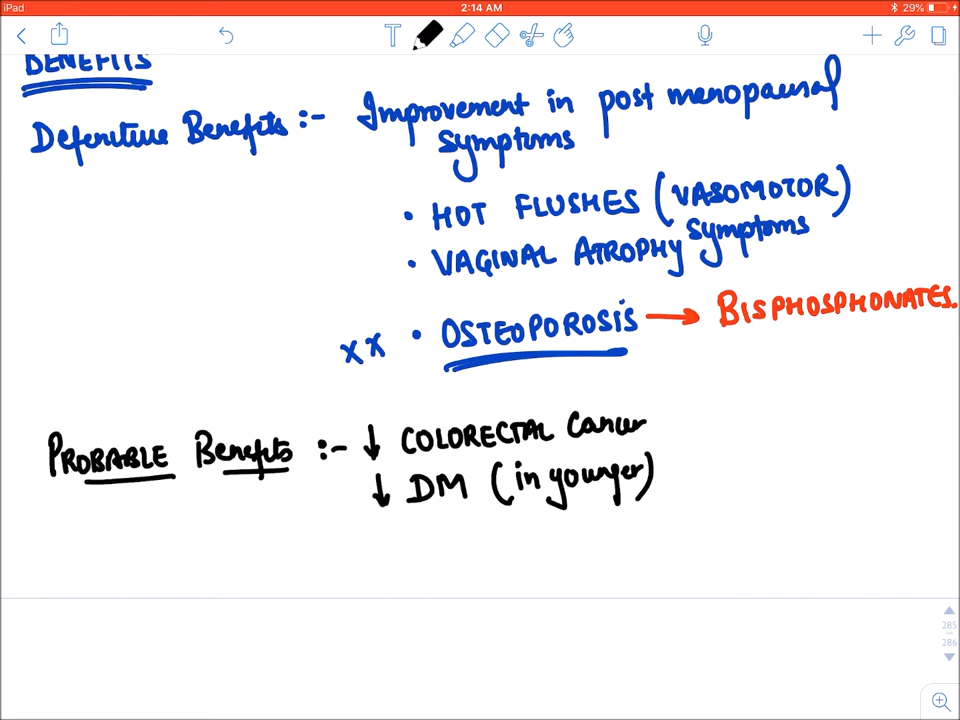 iPad
2:14 AM
29%
BENEFITS
Defenitive Benefits :- Improvement in post menopausal
symptoms
• HOT FLUSHES (VASOMOTOR)
symptoms
• VAGINAL ATROPHY
xx • OSTEOPOROSIS → BISPHOSPHONATES.
PROBABLE Benefits :- ↓ COLORECTAL Cancer
↓ DM (in younger)
285
286